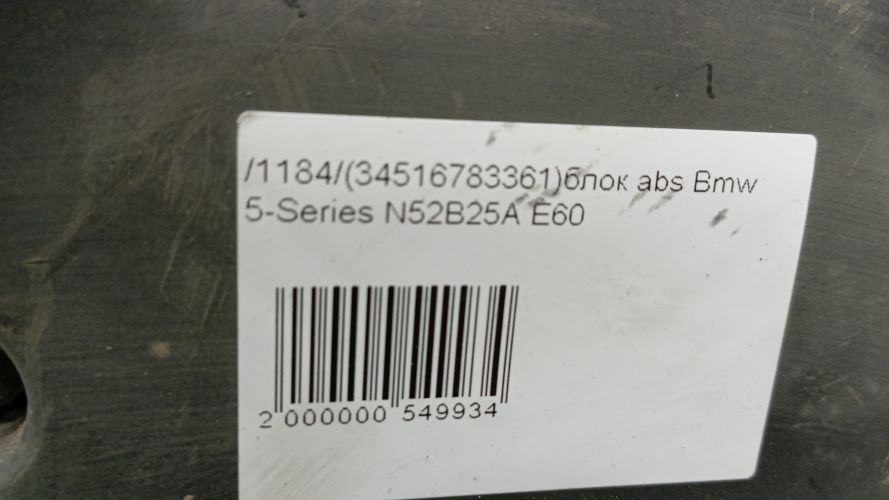 /1184/(34516783361)блок abs Bmw
5-Series N52B25A E60
2 000000 549934